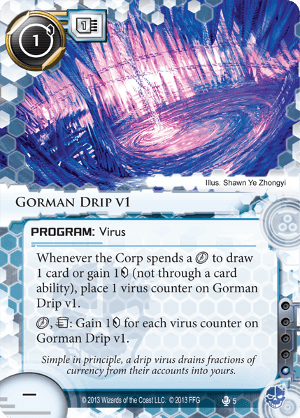 1
1
Illus. Shawn Ye Zhongyi
Gorman Drip v1
PROGRAM: Virus
Whenever the Corp spends a to draw
1 card or gain 1 (not through a card
ability), place 1 virus counter on Gorman
Drip v1.
, : Gain 1 for each virus counter on
Gorman Drip v1.
Simple in principle, a drip virus drains fractions of
currency from their accounts into yours.
–
© 2013 Wizards of the Coast LLC. © 2013 FFG
5